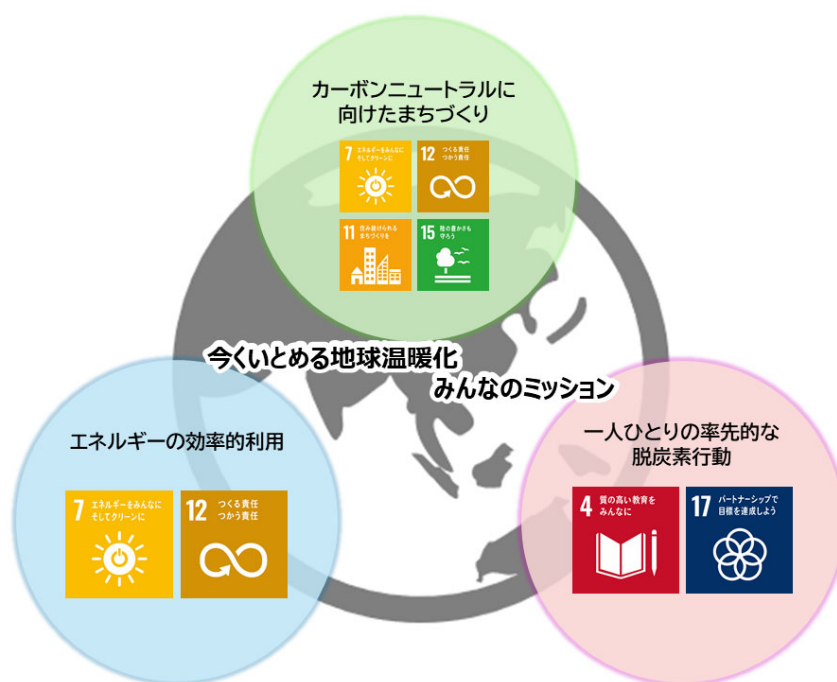 カーボンニュートラルに
向けたまちづくり
7 エネルギーをみんなに
そしてクリーンに
12 つくる責任
つかう責任
11 住み続けられる
まちづくりを
15 陸の豊かさも
守ろう
今くいとめる地球温暖化
みんなのミッション
エネルギーの効率的利用
7 エネルギーをみんなに
そしてクリーンに
12 つくる責任
つかう責任
一人ひとりの率先的な
脱炭素行動
4 質の高い教育を
みんなに
17 パートナーシップで
目標を達成しよう